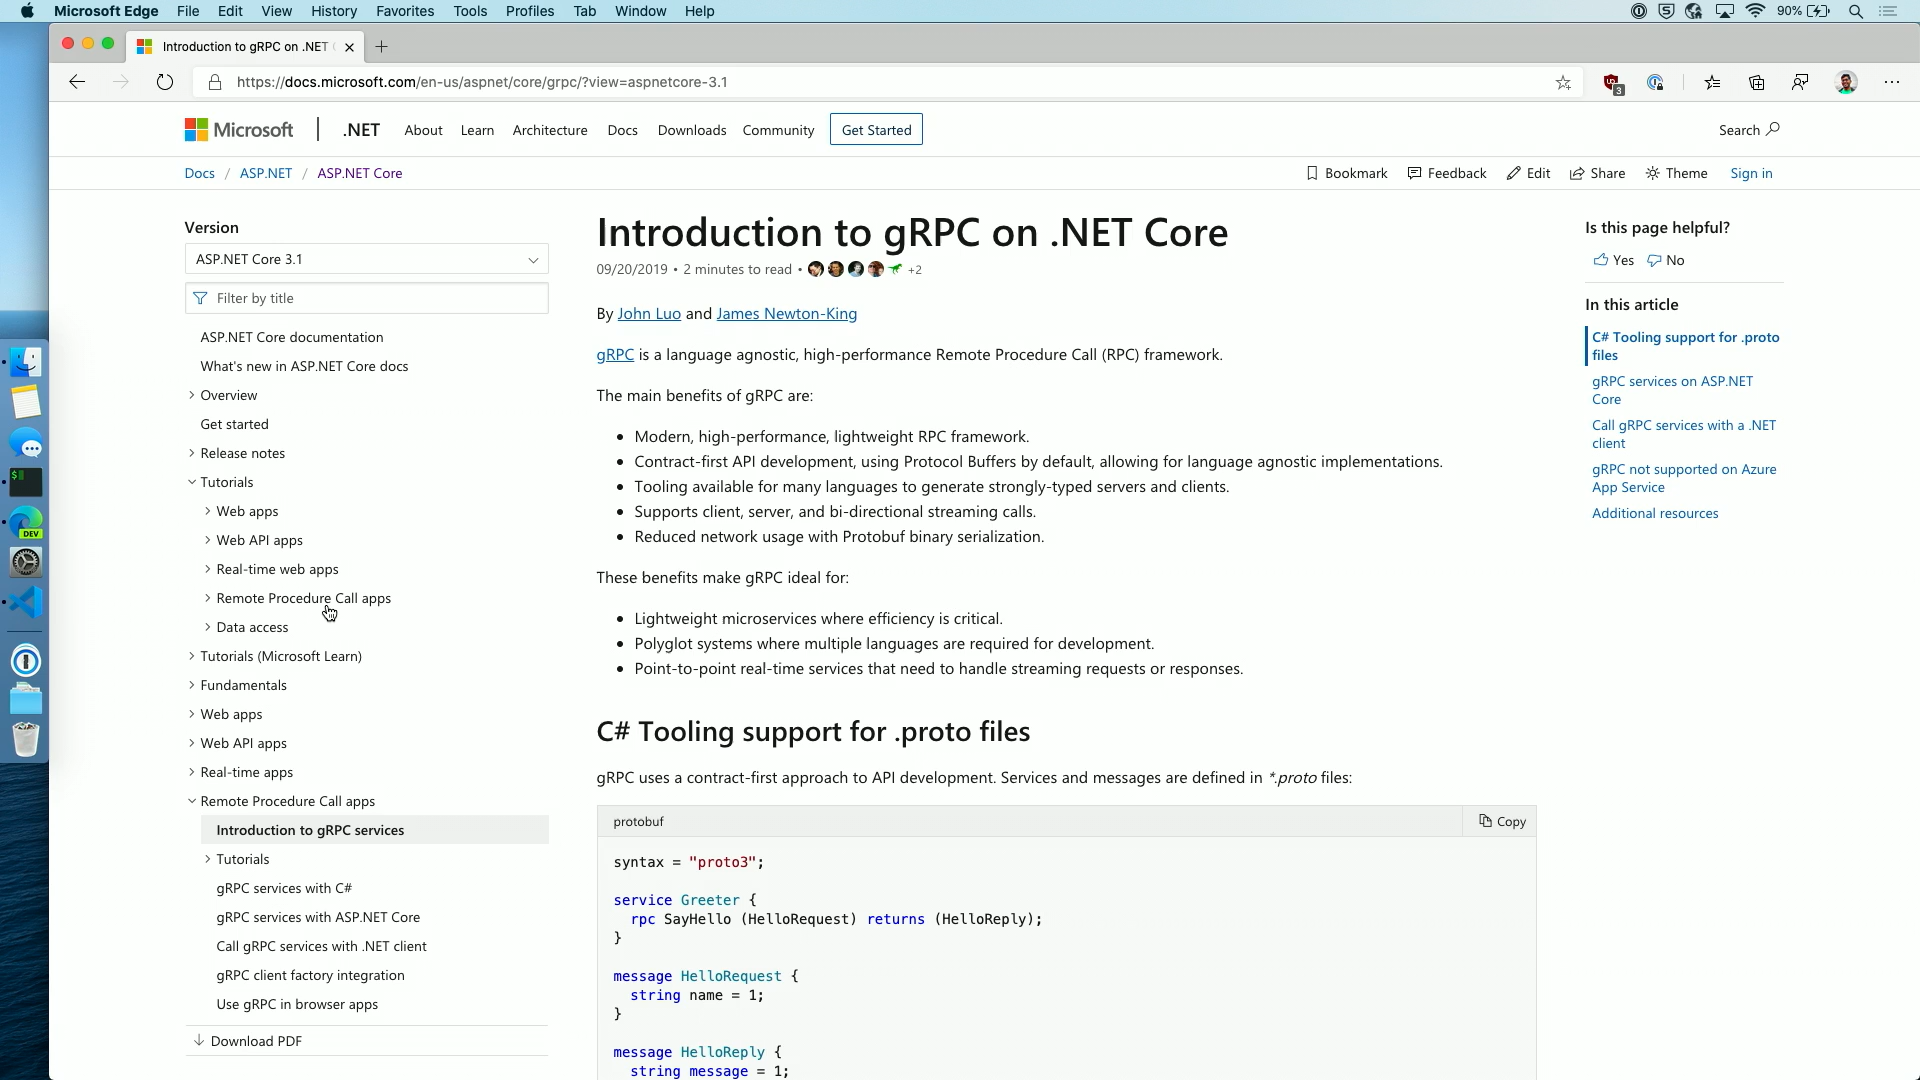 Microsoft Edge File Edit View History Favorites Tools Profiles Tab Window Help 90%
Introduction to gRPC on .NET
https://docs.microsoft.com/en-us/aspnet/core/grpc/?view=aspnetcore-3.1
3
Microsoft .NET About Learn Architecture Docs Downloads Community Get Started Search
Docs / ASP.NET / ASP.NET Core Bookmark Feedback Edit Share Theme Sign in
Version
ASP.NET Core 3.1
Filter by title
ASP.NET Core documentation
What's new in ASP.NET Core docs
Overview
Get started
Release notes
Tutorials
Web apps
Web API apps
Real-time web apps
Remote Procedure Call apps
Data access
Tutorials (Microsoft Learn)
Fundamentals
Web apps
Web API apps
Real-time apps
Remote Procedure Call apps
Introduction to gRPC services
Tutorials
gRPC services with C#
gRPC services with ASP.NET Core
Call gRPC services with .NET client
gRPC client factory integration
Use gRPC in browser apps
Download PDF
Introduction to gRPC on .NET Core
09/20/2019 • 2 minutes to read • +2
By John Luo and James Newton-King
gRPC is a language agnostic, high-performance Remote Procedure Call (RPC) framework.
The main benefits of gRPC are:
• Modern, high-performance, lightweight RPC framework.
• Contract-first API development, using Protocol Buffers by default, allowing for language agnostic implementations.
• Tooling available for many languages to generate strongly-typed servers and clients.
• Supports client, server, and bi-directional streaming calls.
• Reduced network usage with Protobuf binary serialization.
These benefits make gRPC ideal for:
• Lightweight microservices where efficiency is critical.
• Polyglot systems where multiple languages are required for development.
• Point-to-point real-time services that need to handle streaming requests or responses.
C# Tooling support for .proto files
gRPC uses a contract-first approach to API development. Services and messages are defined in *.proto files:
protobuf Copy
syntax = "proto3";
service Greeter {
rpc SayHello (HelloRequest) returns (HelloReply);
}
message HelloRequest {
string name = 1;
}
message HelloReply {
string message = 1;
Is this page helpful?
Yes No
In this article
C# Tooling support for .proto
files
gRPC services on ASP.NET
Core
Call gRPC services with a .NET
client
gRPC not supported on Azure
App Service
Additional resources
DEV